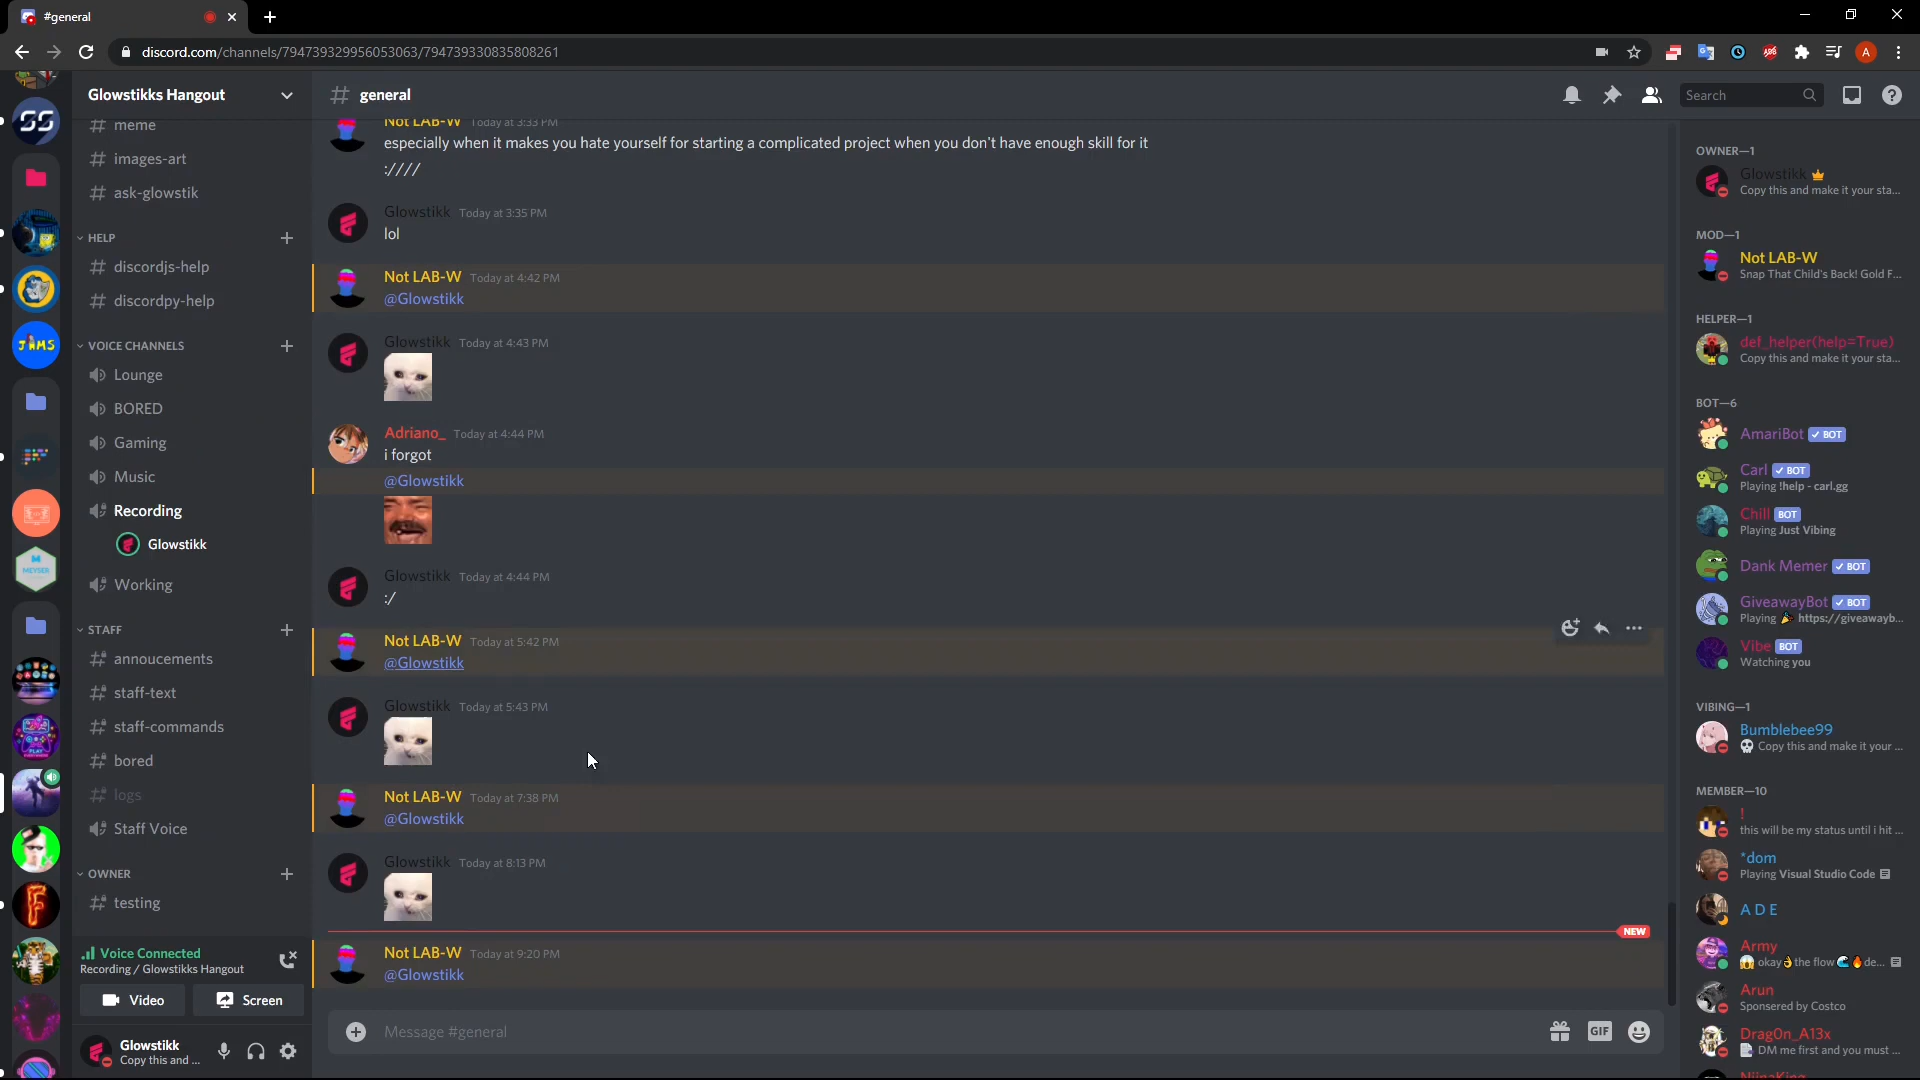 #general
discord.com/channels/794739329956053063/794739330835808261
A
Glowstikks Hangout
# general
Search
# meme
# images-art
# ask-glowstik
HELP
# discordjs-help
# discordpy-help
VOICE CHANNELS
Lounge
BORED
Gaming
Music
Recording
Glowstikk
Working
STAFF
# annoucements
# staff-text
# staff-commands
# bored
# logs
Staff Voice
OWNER
# testing
Voice Connected
Recording / Glowstikks Hangout
Video
Screen
Glowstikk
Copy this and ...
JAMS
Not LAB-W Today at 3:33 PM
especially when it makes you hate yourself for starting a complicated project when you don't have enough skill for it
:////
Glowstikk Today at 3:35 PM
lol
Not LAB-W Today at 4:42 PM
@Glowstikk
Glowstikk Today at 4:43 PM
Adriano_ Today at 4:44 PM
i forgot
@Glowstikk
Glowstikk Today at 4:44 PM
:/
Not LAB-W Today at 5:42 PM
@Glowstikk
Glowstikk Today at 5:43 PM
Not LAB-W Today at 7:38 PM
@Glowstikk
Glowstikk Today at 8:13 PM
NEW
Not LAB-W Today at 9:20 PM
@Glowstikk
Message #general
GIF
OWNER—1
Glowstikk
Copy this and make it your sta...
MOD—1
Not LAB-W
Snap That Child's Back! Gold F...
HELPER—1
def_helper(help=True)
Copy this and make it your sta...
BOT—6
AmariBot BOT
Carl BOT
Playing !help - carl.gg
Chill BOT
Playing Just Vibing
Dank Memer BOT
GiveawayBot BOT
Playing 🎉 https://giveawayb...
Vibe BOT
Watching you
VIBING—1
Bumblebee99
💀 Copy this and make it your ...
MEMBER—10
!
this will be my status until i hit ...
*dom
Playing Visual Studio Code
A D E
Army
😱 okay👌the flow🌊🔥de...
Arun
Sponsored by Costco
Drag0n_A13x
DM me first and you must ...